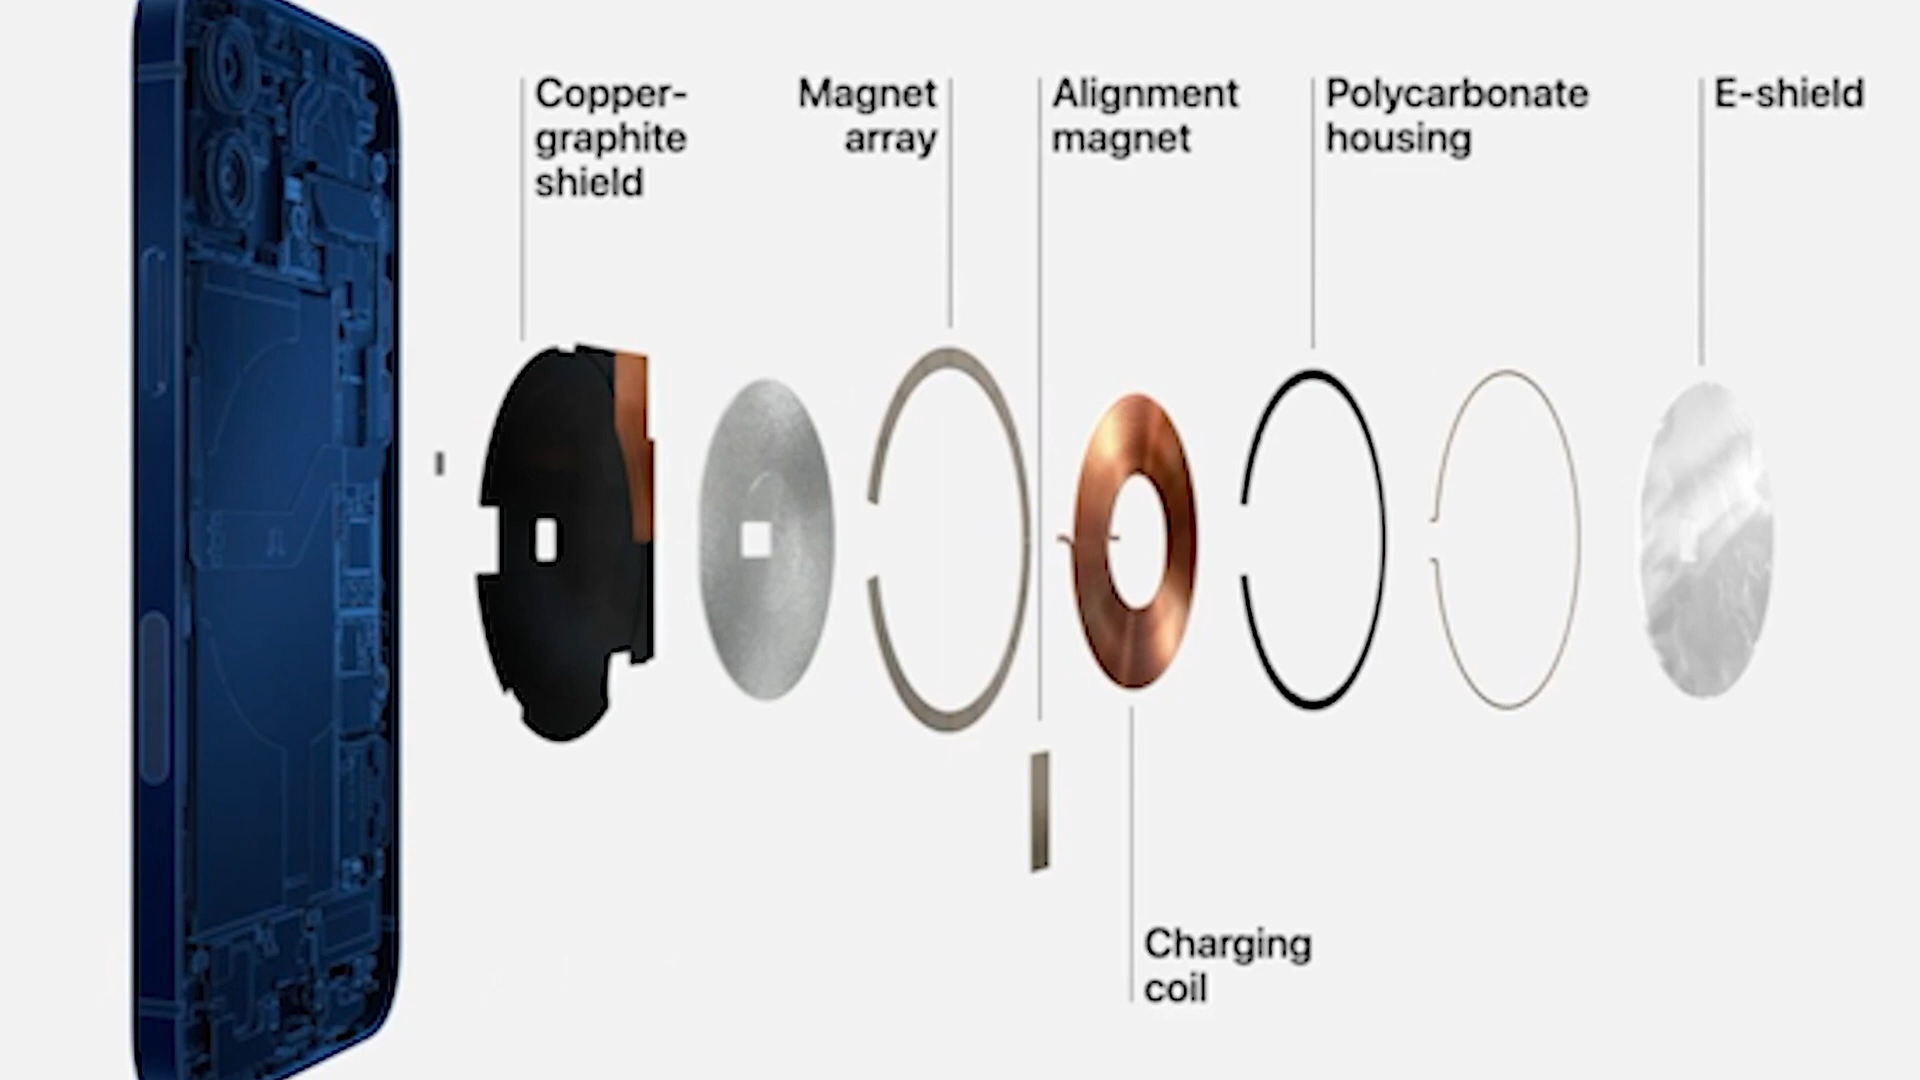 Copper-
graphite
shield
Magnet
array
Alignment
magnet
Polycarbonate
housing
E-shield
Charging
coil